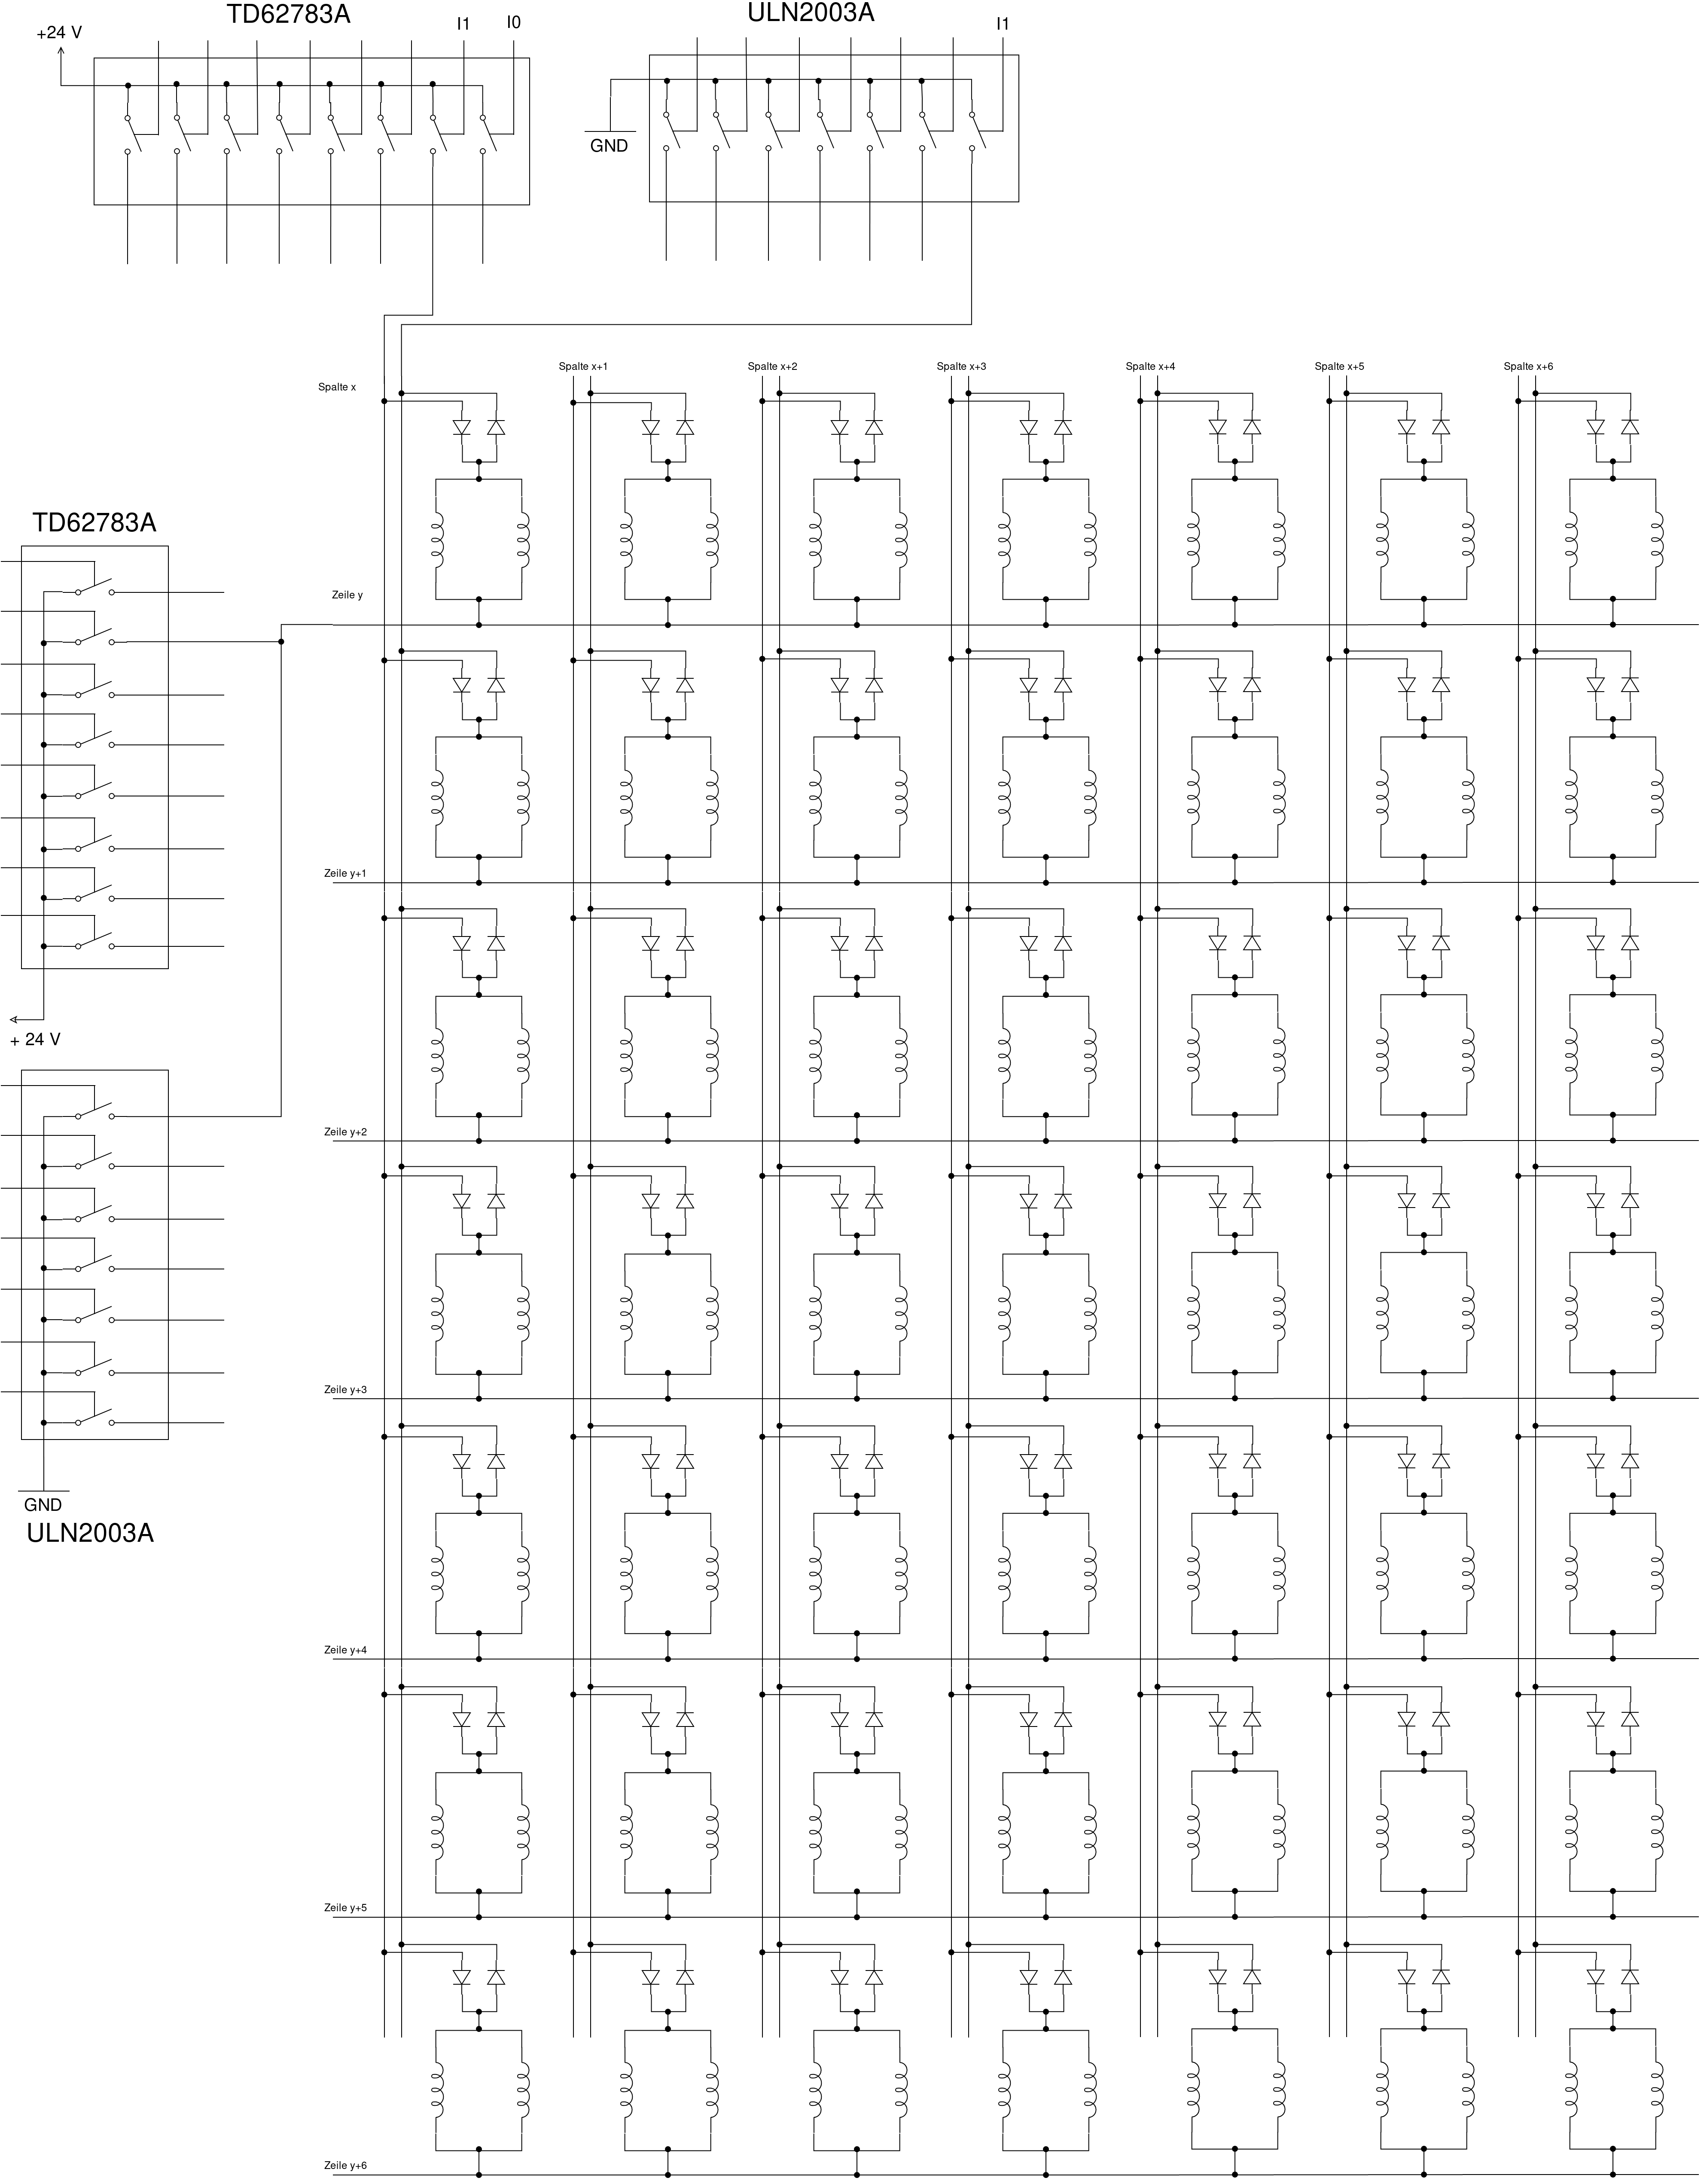 TD62783A
ULN2003A
+24 V
I1
I0
I1
GND
Spalte x
Spalte x+1
Spalte x+2
Spalte x+3
Spalte x+4
Spalte x+5
Spalte x+6
TD62783A
Zeile y
Zeile y+1
+ 24 V
Zeile y+2
Zeile y+3
GND
ULN2003A
Zeile y+4
Zeile y+5
Zeile y+6